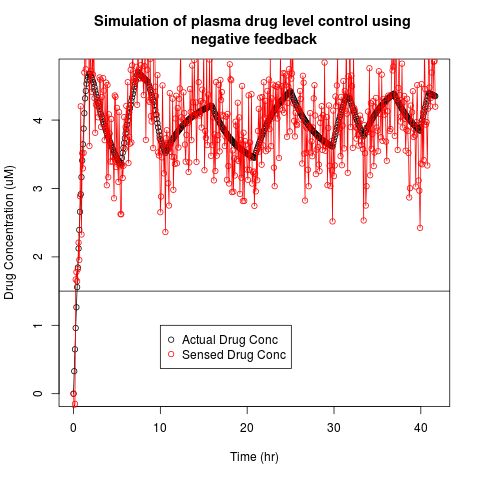 Simulation of plasma drug level control using
negative feedback
Drug Concentration (uM)
4
3
2
1
0
Actual Drug Conc
Sensed Drug Conc
0 10 20 30 40
Time (hr)